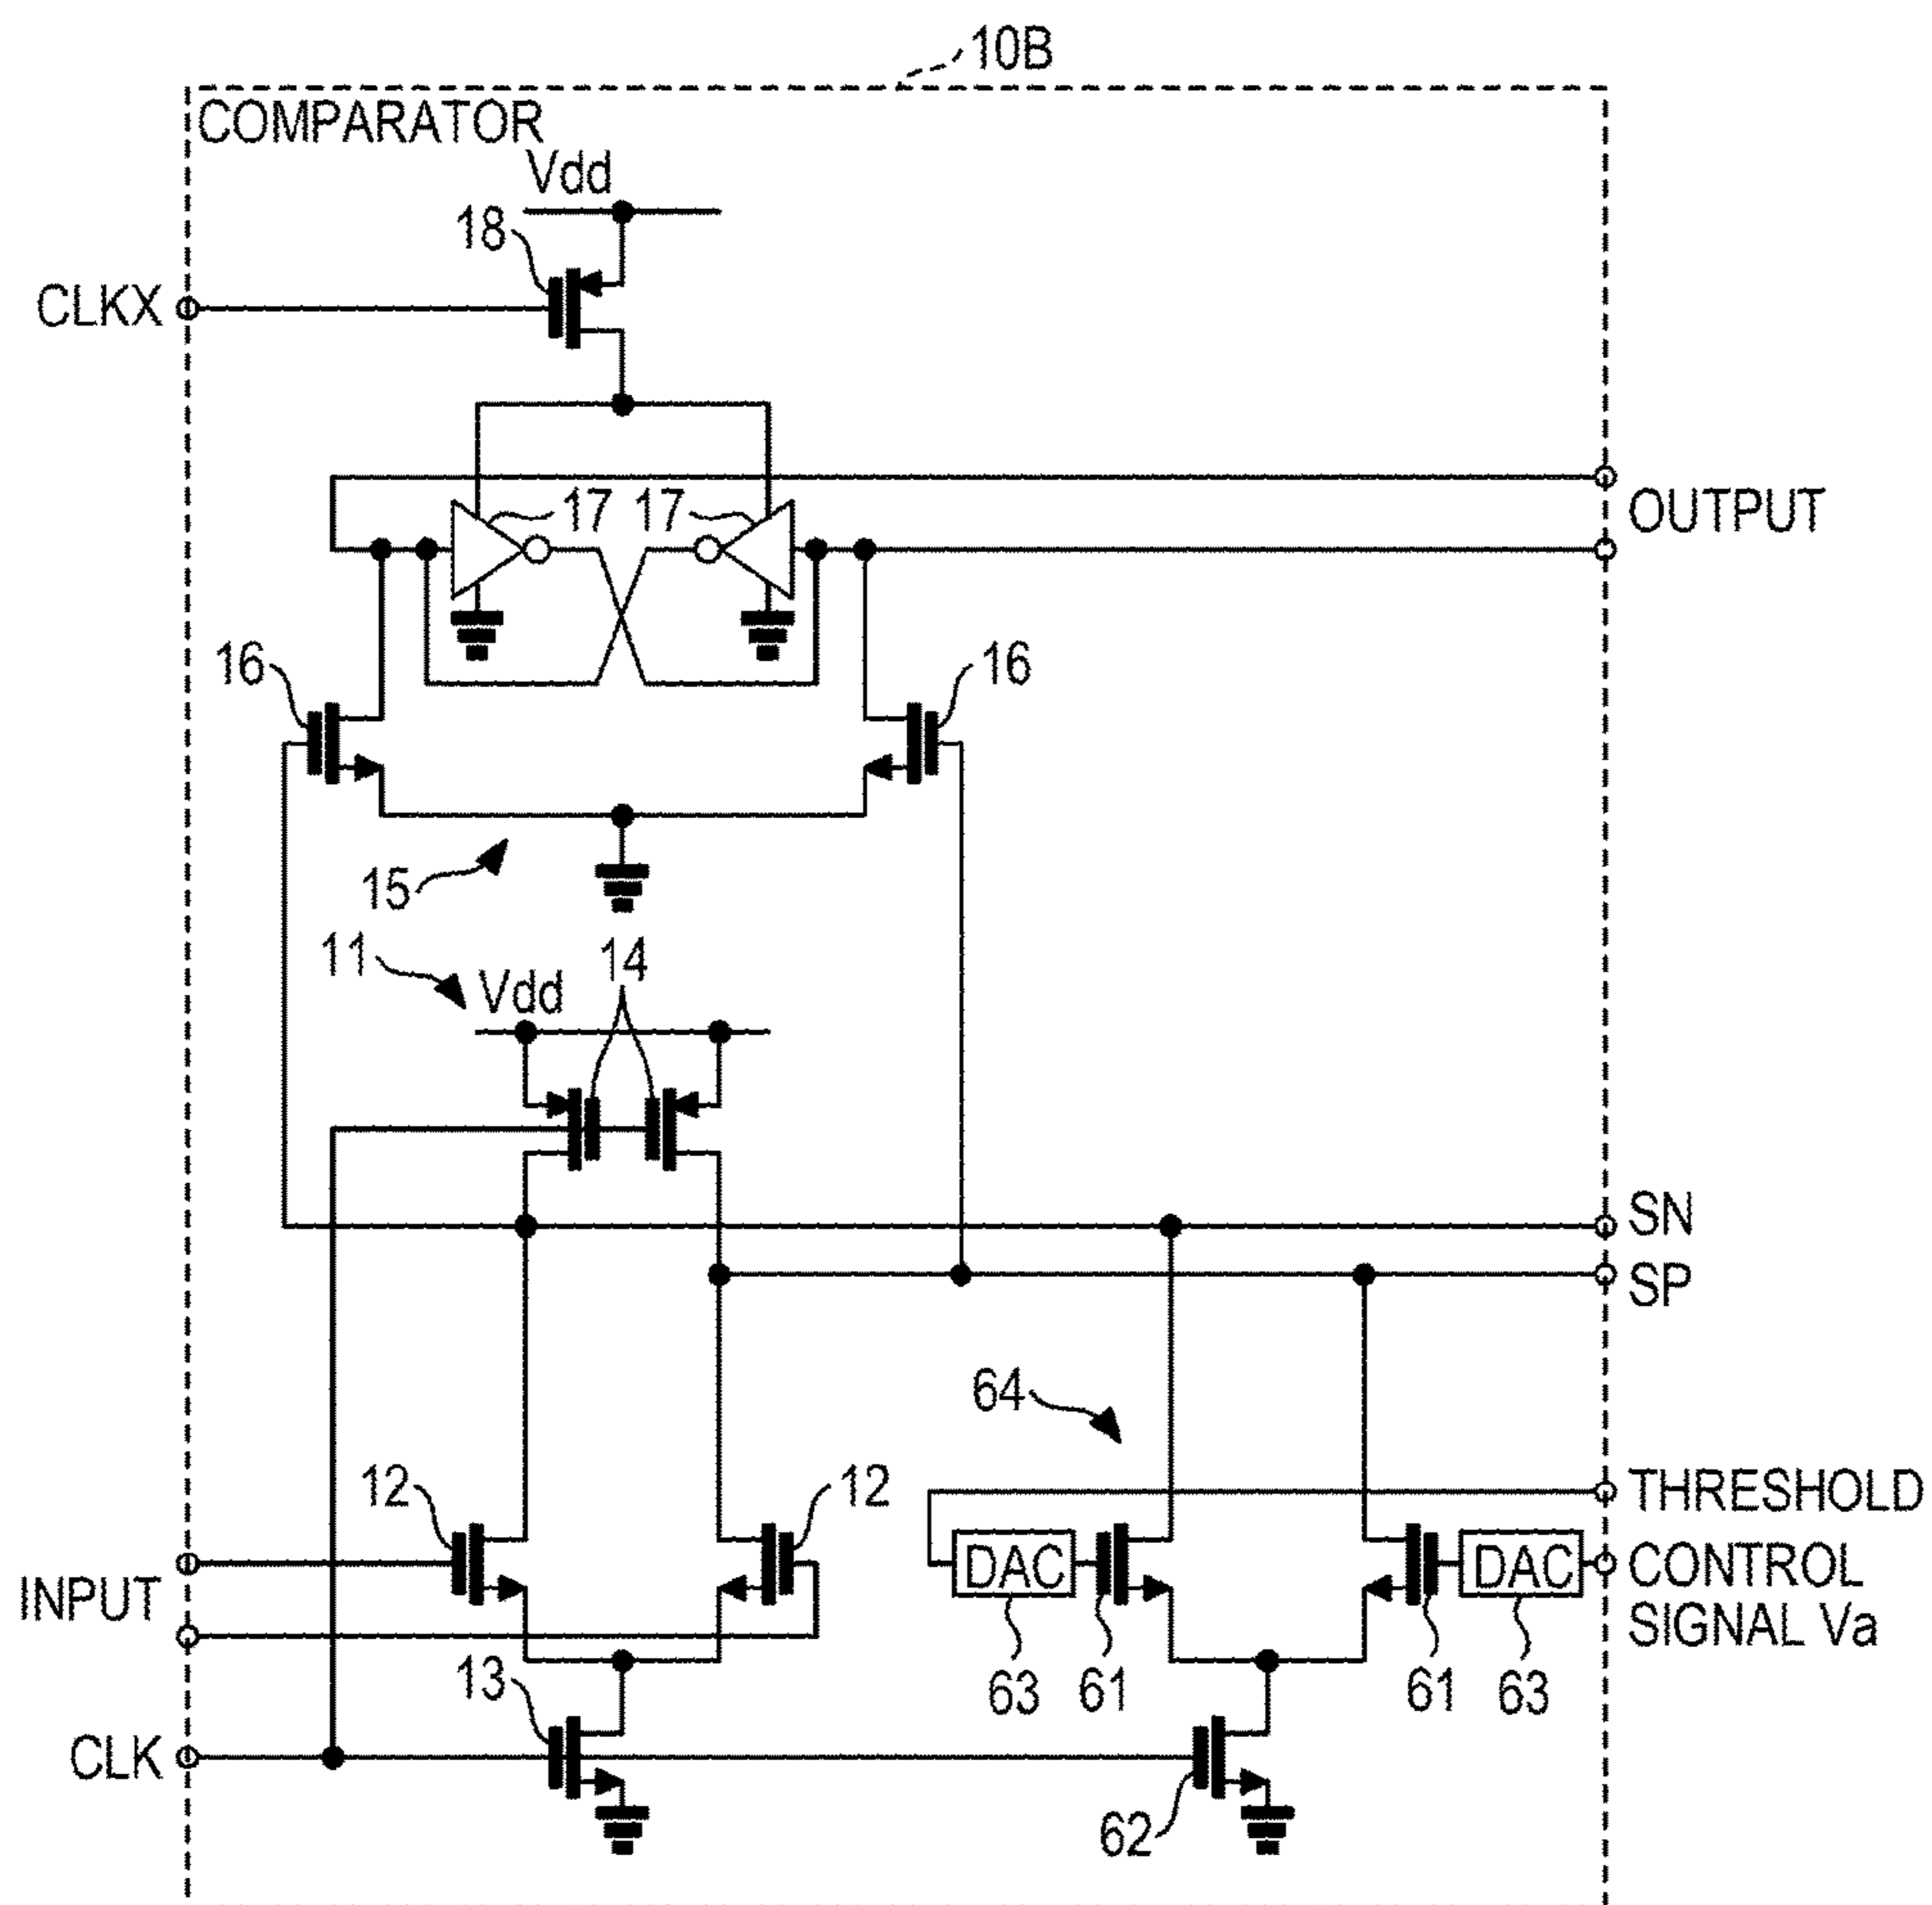 10B
COMPARATOR
Vdd
18
CLKX
17 17
OUTPUT
16 16
15
11
Vdd
14
SN
SP
64
12 12
THRESHOLD
CONTROL
SIGNAL Va
DAC DAC
INPUT
13
63 61 61 63
CLK
62